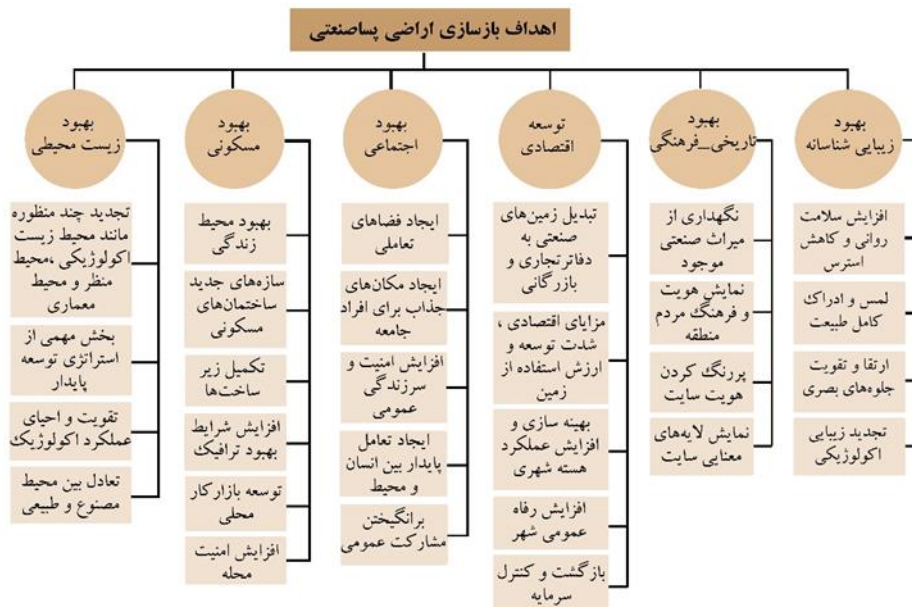 اهداف بازسازی اراضی پساصنعتی
بهبود
زیبایی شناسانه
افزایش سلامت
روانی و کاهش
استرس
لمس و ادراک
کامل طبیعت
ارتقا و تقویت
جلوه‌های بصری
تجدید زیبایی
اکولوژیکی
بهبود
تاریخی_فرهنگی
نگهداری از
میراث صنعتی
موجود
نمایش هویت
و فرهنگ مردم
منطقه
پررنگ کردن
هویت سایت
نمایش لایه‌های
معنایی سایت
توسعه
اقتصادی
تبدیل زمین‌های
صنعتی به
دفاترتجاری و
بازرگانی
مزایای اقتصادی ،
شدت توسعه و
ارزش استفاده از
زمین
بهینه سازی و
افزایش عملکرد
هسته شهری
افزایش رفاه
عمومی شهر
بازگشت و کنترل
سرمایه
بهبود
اجتماعی
ایجاد فضاهای
تعاملی
ایجاد مکان‌های
جذاب برای افراد
جامعه
افزایش امنیت و
سرزندگی
عمومی
ایجاد تعامل
پایدار بین انسان
و محیط
برانگیختن
مشارکت عمومی
بهبود
مسکونی
بهبود محیط
زندگی
سازه‌های جدید
ساختمان‌های
مسکونی
تکمیل زیر
ساخت‌ها
افزایش شرایط
بهبود ترافیک
توسعه بازارکار
محلی
افزایش امنیت
محله
بهبود
زیست محیطی
تجدید چند منظوره
مانند محیط زیست
اکولوژیکی ،محیط
منظر و محیط
معماری
بخش مهمی از
استراتژی توسعه
پایدار
تقویت و احیای
عملکرد اکولوژیک
تعادل بین محیط
مصنوع و طبیعی